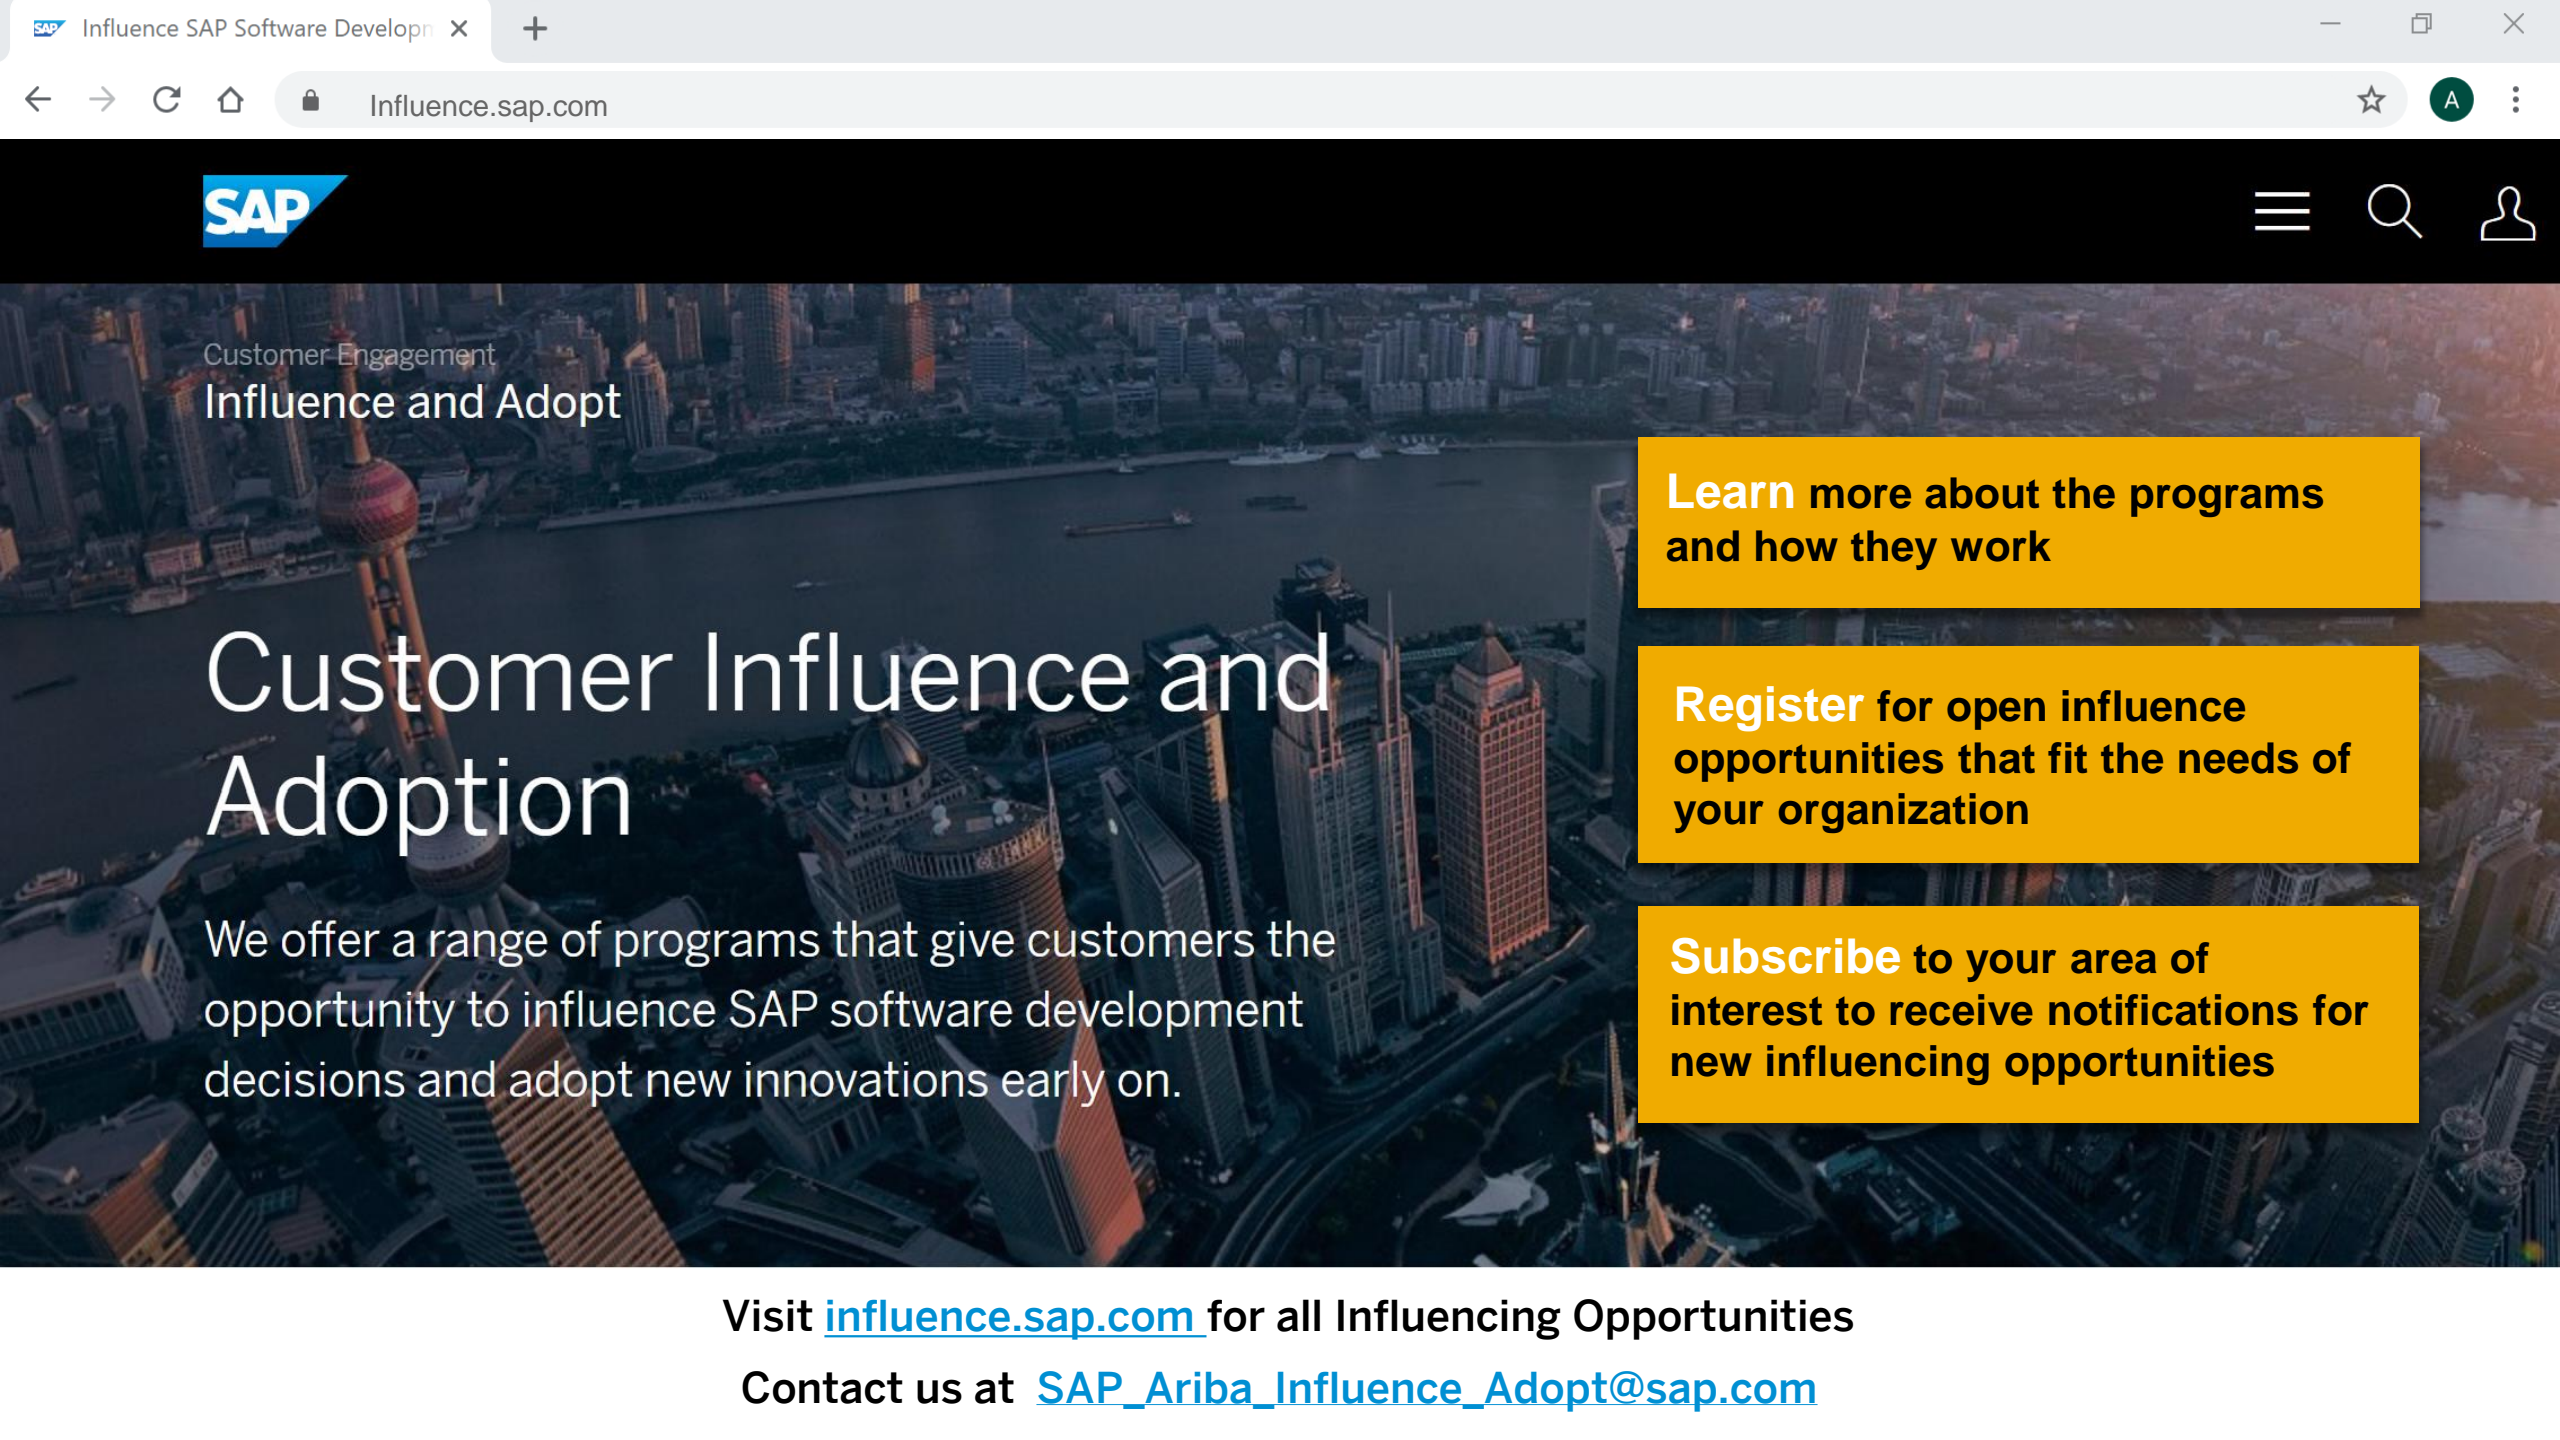 SAP Influence SAP Software Develop
Influence.sap.com
A
SAP
Customer Engagement
Influence and Adopt
Customer Influence and
Adoption
We offer a range of programs that give customers the
opportunity to influence SAP software development
decisions and adopt new innovations early on.
Learn more about the programs
and how they work
Register for open influence
opportunities that fit the needs of
your organization
Subscribe to your area of
interest to receive notifications for
new influencing opportunities
Visit influence.sap.com for all Influencing Opportunities
Contact us at SAP_Ariba_Influence_Adopt@sap.com